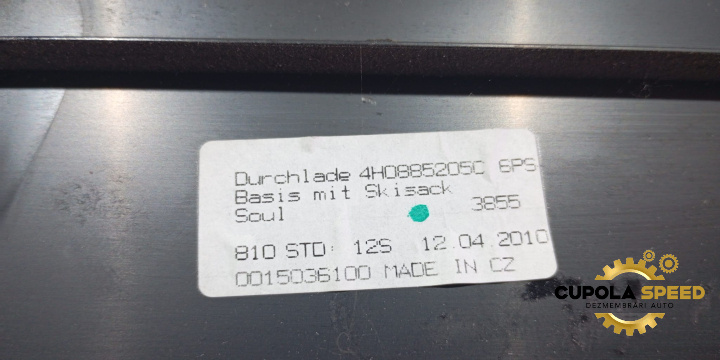 Durchlade 4H0885205C 6PS
Basis mit Skisack
Soul
3855
810 STD: 12S 12.04.2010
0015036100 MADE IN CZ
CUPOLA SPEED
DEZMEMBRĂRI AUTO